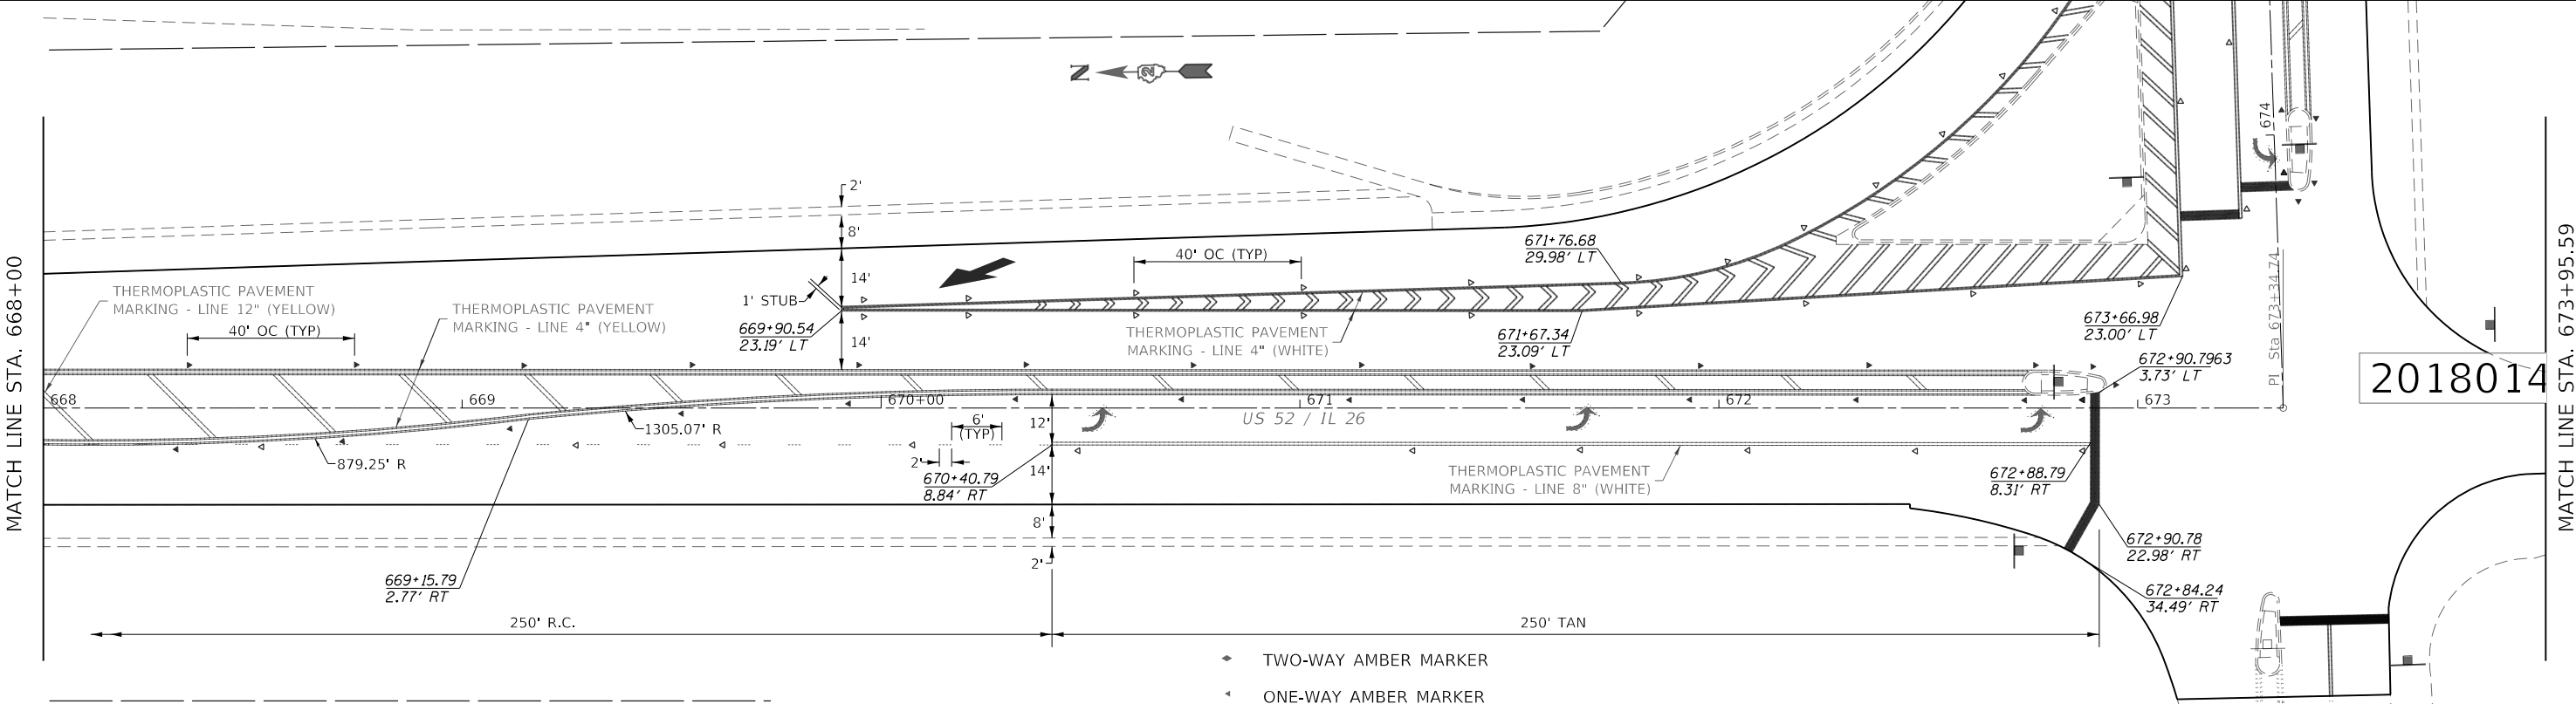 MATCH LINE STA. 668+00
N
2
2'
8'
14'
1' STUB
669+90.54
23.19' LT
14'
40' OC (TYP)
671+76.68
29.98' LT
THERMOPLASTIC PAVEMENT
MARKING - LINE 12" (YELLOW)
THERMOPLASTIC PAVEMENT
MARKING - LINE 4" (YELLOW)
40' OC (TYP)
THERMOPLASTIC PAVEMENT
MARKING - LINE 4" (WHITE)
671+67.34
23.09' LT
673+66.98
23.00' LT
672+90.7963
3.73' LT
674
PI Sta 673+34.74
2018014
MATCH LINE STA. 673+95.59
668
669
670+00
671
672
673
US 52 / IL 26
1305.07' R
879.25' R
6'
(TYP)
2'
12'
14'
670+40.79
8.84' RT
THERMOPLASTIC PAVEMENT
MARKING - LINE 8" (WHITE)
672+88.79
8.31' RT
8'
2'
672+90.78
22.98' RT
672+84.24
34.49' RT
669+15.79
2.77' RT
250' R.C.
250' TAN
TWO-WAY AMBER MARKER
ONE-WAY AMBER MARKER